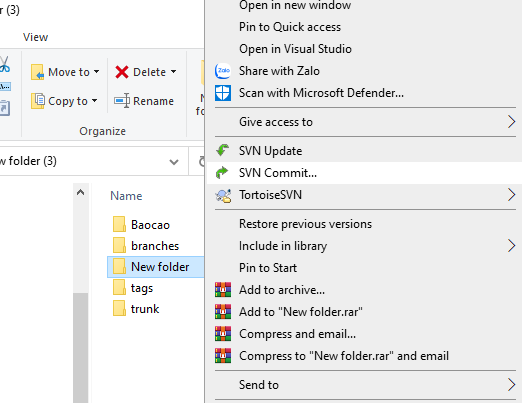 r (3)
View
Move to
Copy to
Delete
Rename
Organize
w folder (3)
Name
Baocao
branches
New folder
tags
trunk
Open in new window
Pin to Quick access
Open in Visual Studio
Zalo
Share with Zalo
Scan with Microsoft Defender...
Give access to
SVN Update
SVN Commit...
TortoiseSVN
Restore previous versions
Include in library
Pin to Start
Add to archive...
Add to "New folder.rar"
Compress and email...
Compress to "New folder.rar" and email
Send to